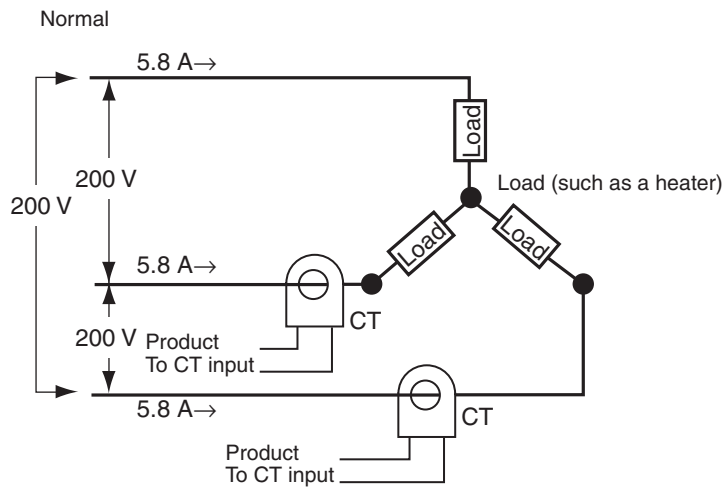 Normal
5.8 A→
Load
200 V
Load (such as a heater)
200 V
Load
Load
5.8 A→
CT
200 V
Product
To CT input
5.8 A→
CT
Product
To CT input